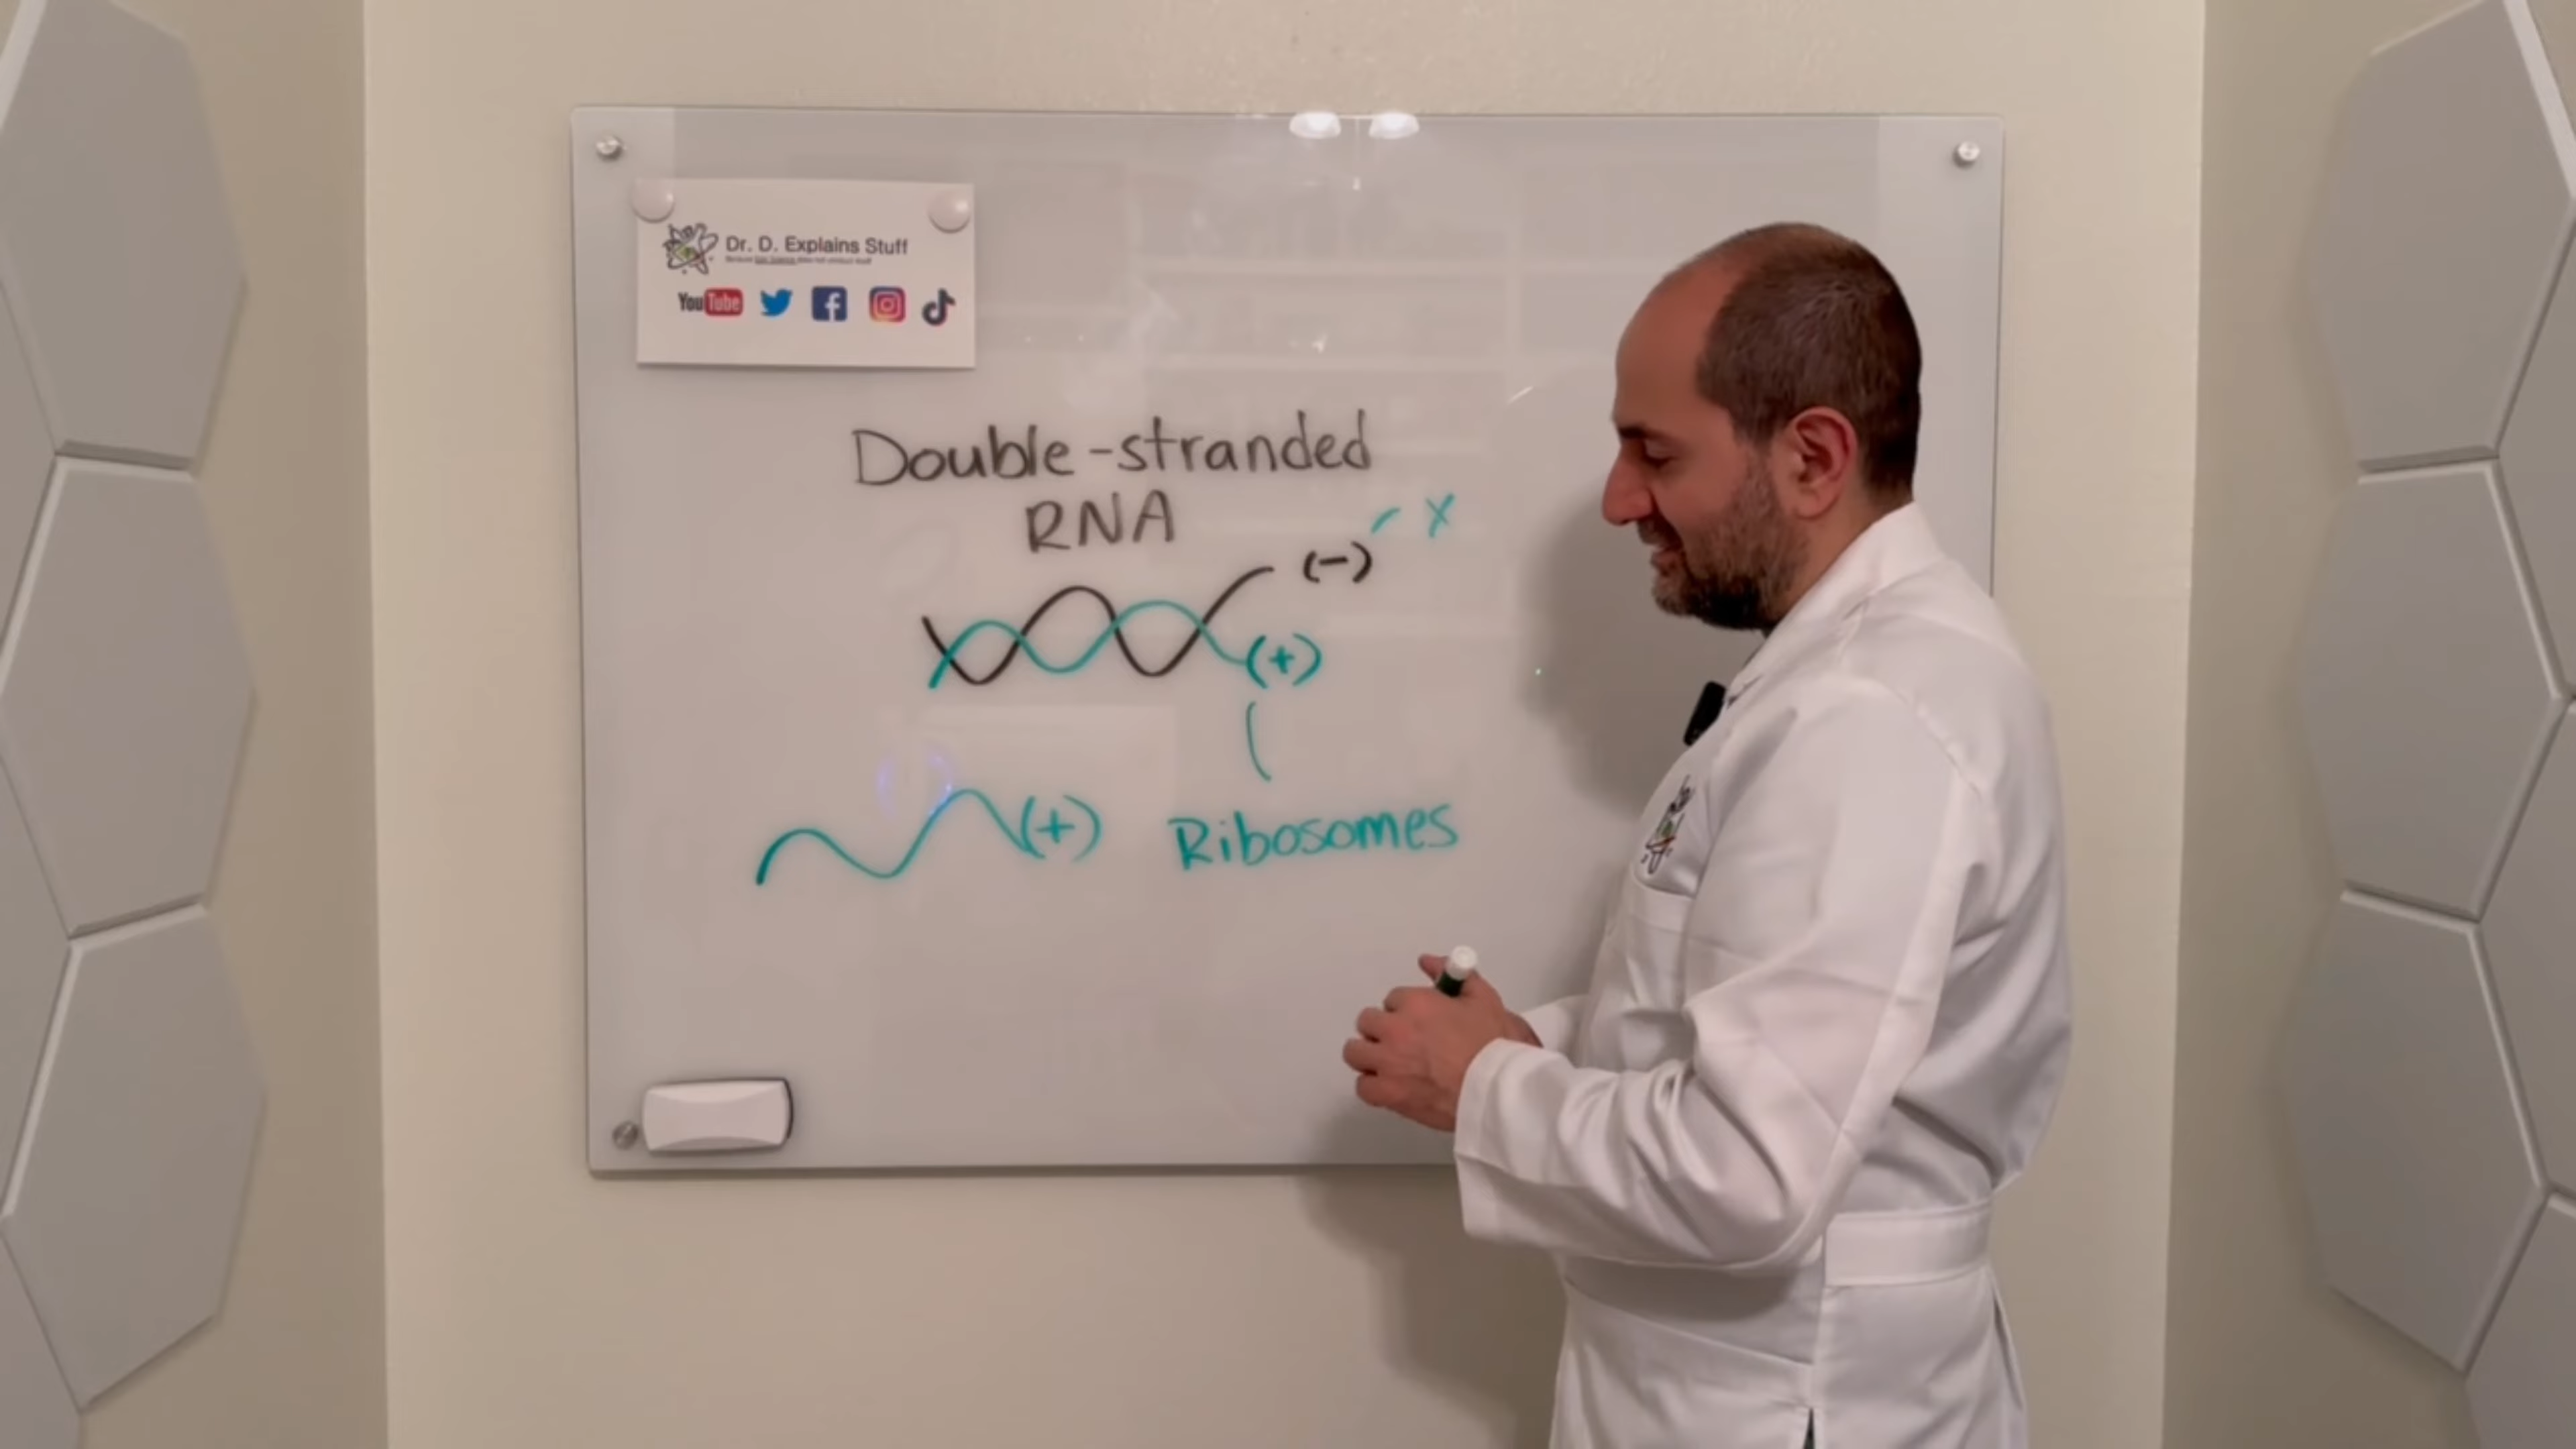 Dr. D. Explains Stuff
YouTube
Double-stranded
RNA
(-) X
(+)
(+) Ribosomes